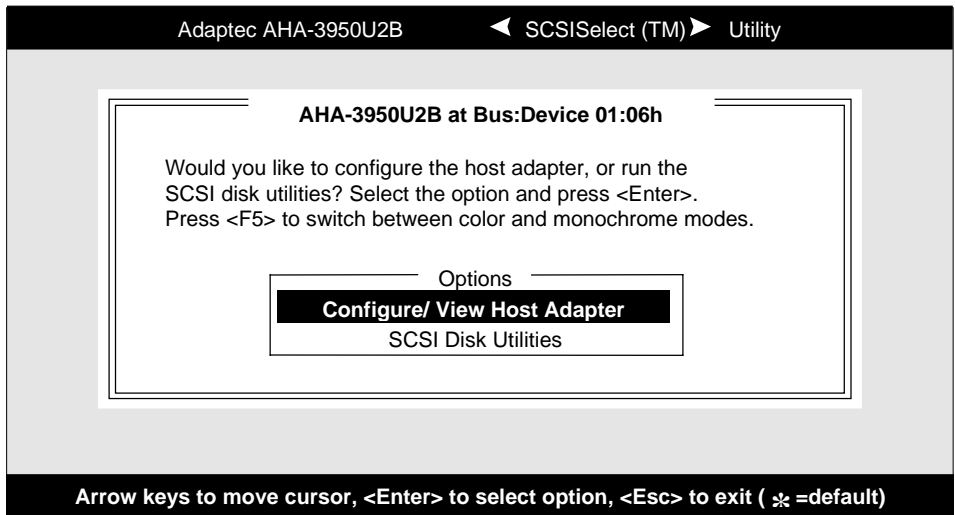 Adaptec AHA-3950U2B ◄ SCSISelect (TM)► Utility
AHA-3950U2B at Bus:Device 01:06h
Would you like to configure the host adapter, or run the
SCSI disk utilities? Select the option and press <Enter>.
Press <F5> to switch between color and monochrome modes.
Options
Configure/ View Host Adapter
SCSI Disk Utilities
Arrow keys to move cursor, <Enter> to select option, <Esc> to exit ( * =default)